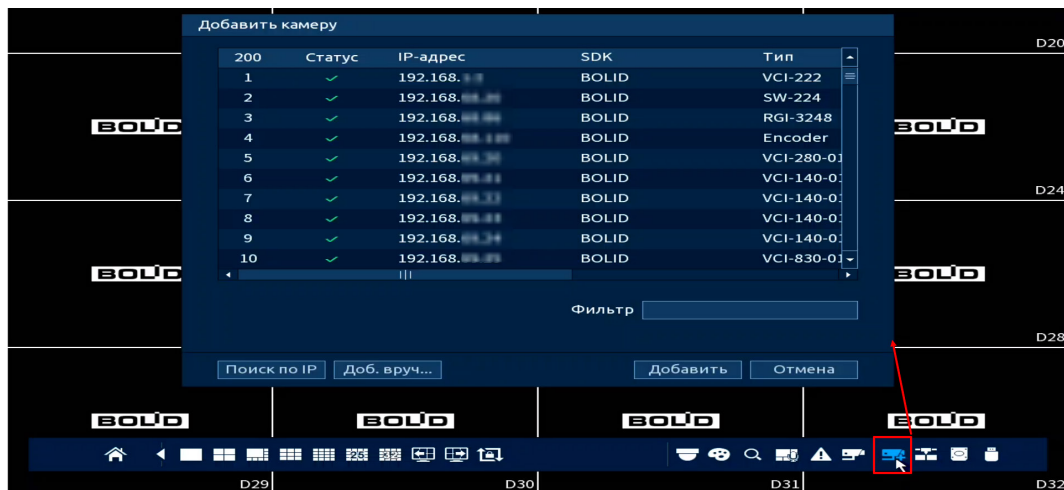 Добавить камеру
D20
200 Статус IP-адрес SDK Тип
1 192.168. BOLID VCI-222
2 192.168. BOLID SW-224
3 192.168. BOLID RGI-3248
4 192.168. BOLID Encoder
5 192.168. BOLID VCI-280-01
6 192.168. BOLID VCI-140-01
7 192.168. BOLID VCI-140-01
8 192.168. BOLID VCI-140-01
9 192.168. BOLID VCI-140-01
10 192.168. BOLID VCI-830-01
BOLID BOLID
D24
BOLID BOLID
Фильтр
D28
Поиск по IP Доб. вруч... Добавить Отмена
BOLID BOLID BOLID BOLID
25 36
D29 D30 D31 D32